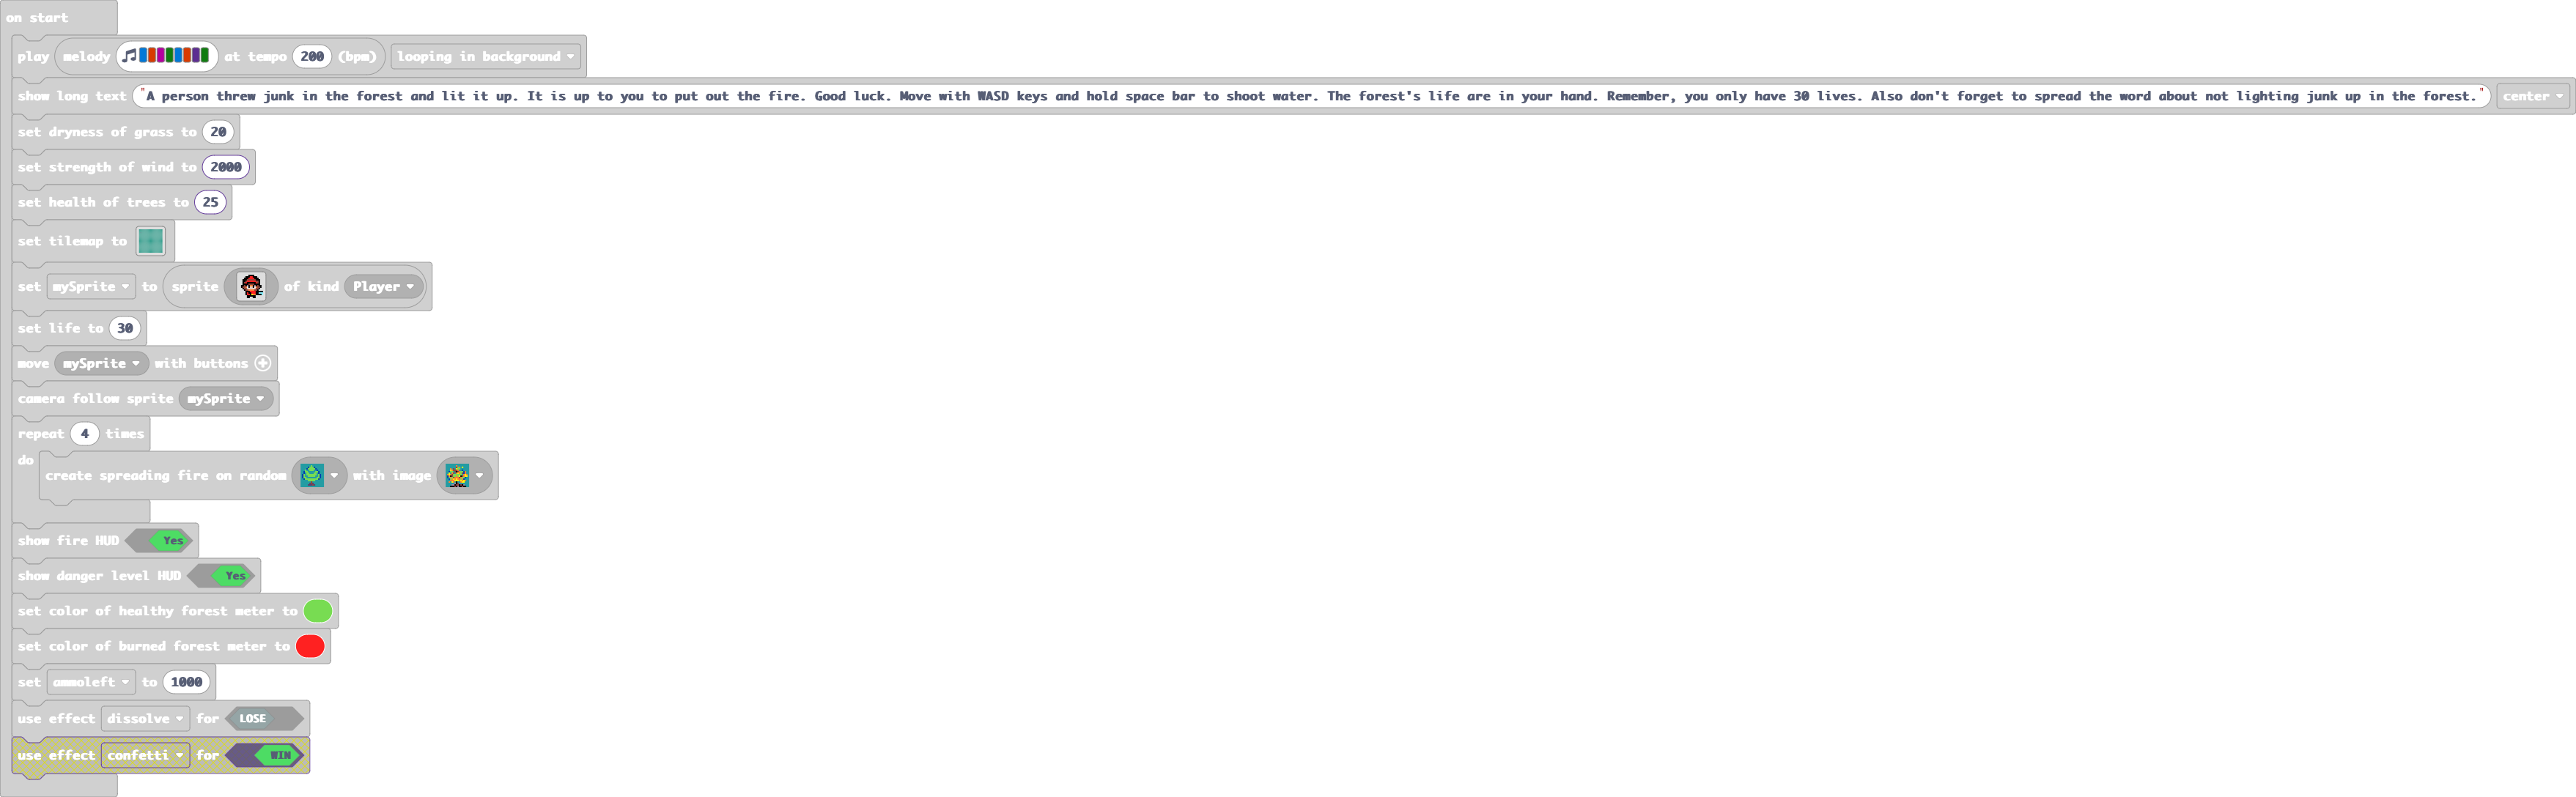 on start
play melody at tempo 200 (bpm) looping in background
show long text "A person threw junk in the forest and lit it up. It is up to you to put out the fire. Good luck. Move with WASD keys and hold space bar to shoot water. The forest's life are in your hand. Remember, you only have 30 lives. Also don't forget to spread the word about not lighting junk up in the forest." center
set dryness of grass to 20
set strength of wind to 2000
set health of trees to 25
set tilemap to
set mySprite to sprite of kind Player
set life to 30
move mySprite with buttons
camera follow sprite mySprite
repeat 4 times
do
create spreading fire on random with image
show fire HUD Yes
show danger level HUD Yes
set color of healthy forest meter to
set color of burned forest meter to
set ammoleft to 1000
use effect dissolve for LOSE
use effect confetti for WIN